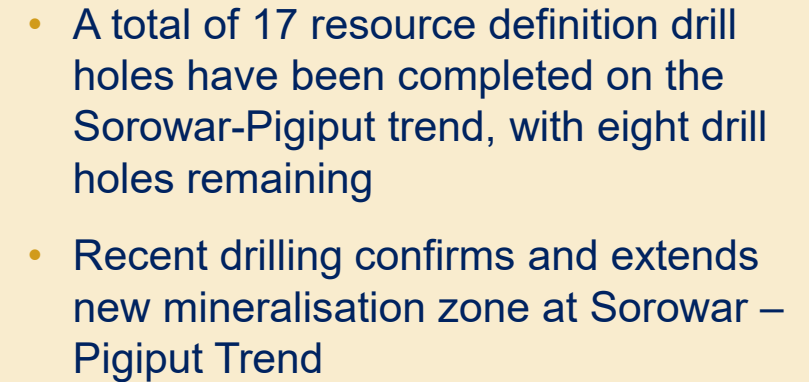 • A total of 17 resource definition drill
holes have been completed on the
Sorowar-Pigiput trend, with eight drill
holes remaining
• Recent drilling confirms and extends
new mineralisation zone at Sorowar –
Pigiput Trend